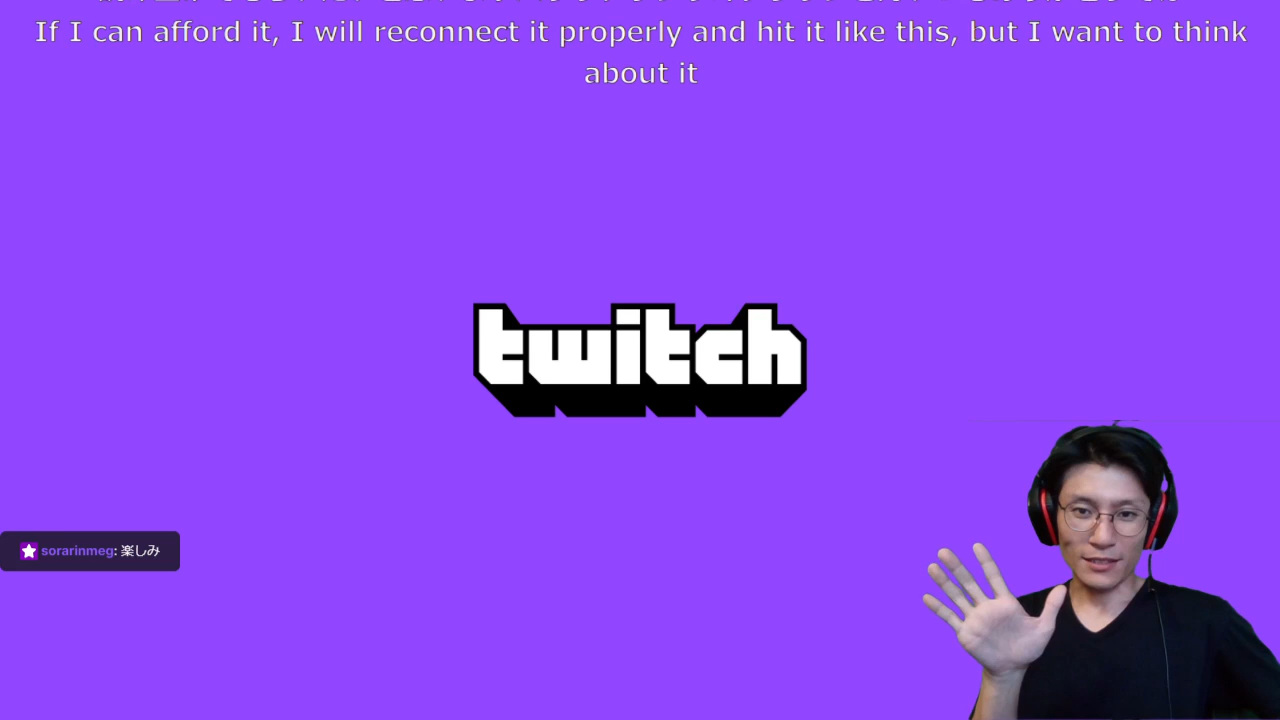 If I can afford it, I will reconnect it properly and hit it like this, but I want to think
about it
twitch
sorarinmeg: 楽しみ